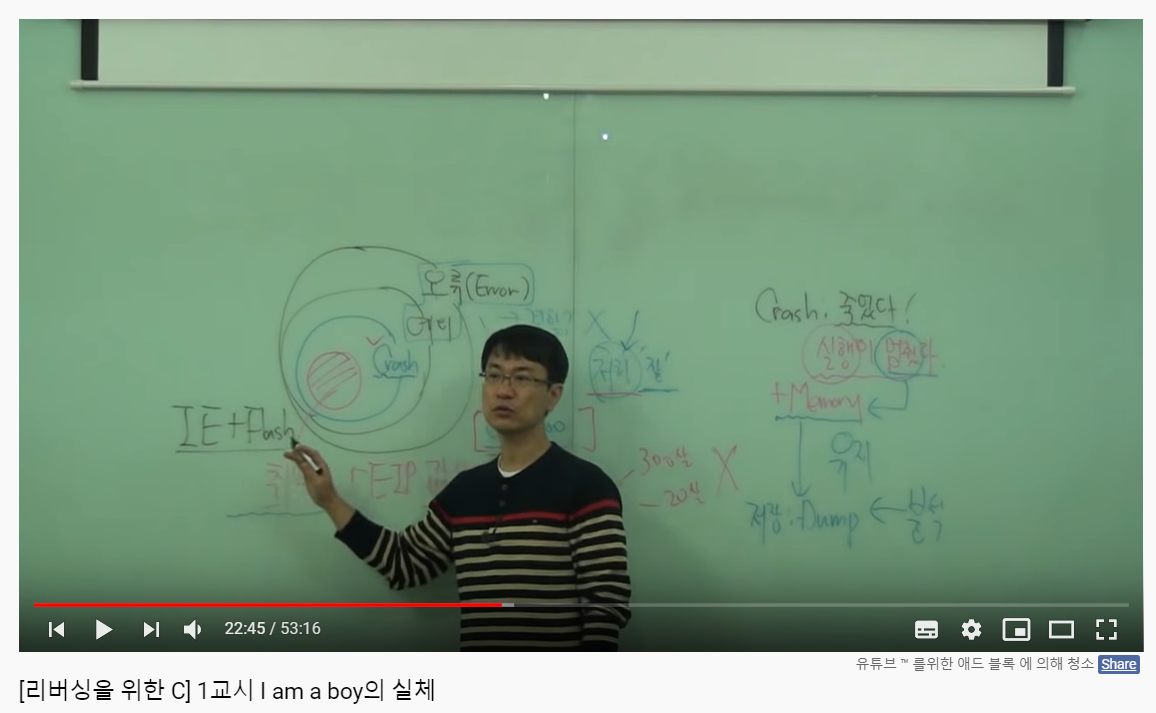 오류(Error)
에러
Crash
IE+Flash
EIP
처리 '잘'
300살 X
20살
Crash. 죽었다!
실행이 멈췄다.
+Memory
유지
저장:Dump ← 분석
22:45 / 53:16
유튜브 ™ 를위한 애드 블록 에 의해 청소 Share
[리버싱을 위한 C] 1교시 I am a boy의 실체